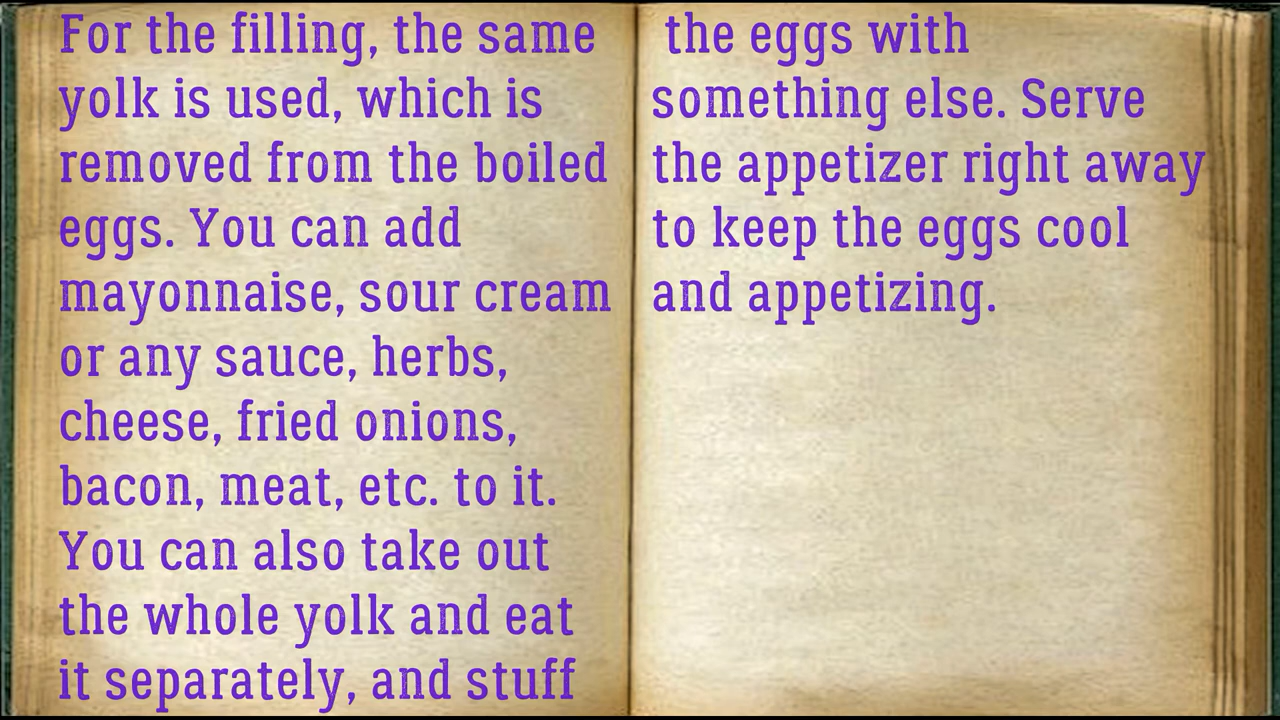 For the filling, the same
yolk is used, which is
removed from the boiled
eggs. You can add
mayonnaise, sour cream
or any sauce, herbs,
cheese, fried onions,
bacon, meat, etc. to it.
You can also take out
the whole yolk and eat
it separately, and stuff
the eggs with
something else. Serve
the appetizer right away
to keep the eggs cool
and appetizing.